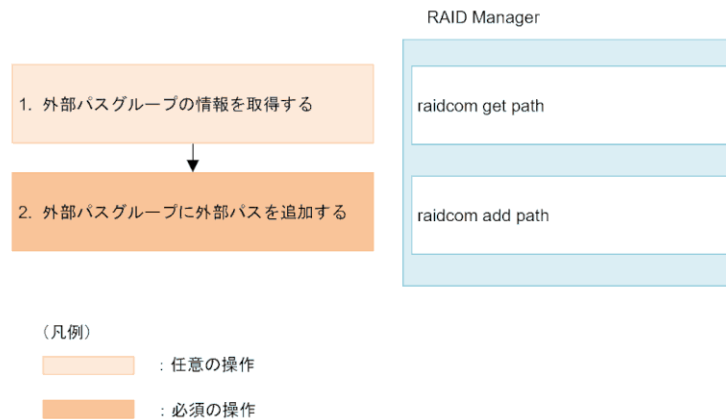 RAID Manager
1. 外部パスグループの情報を取得する
raidcom get path
2. 外部パスグループに外部パスを追加する
raidcom add path
（凡例）
：任意の操作
：必須の操作